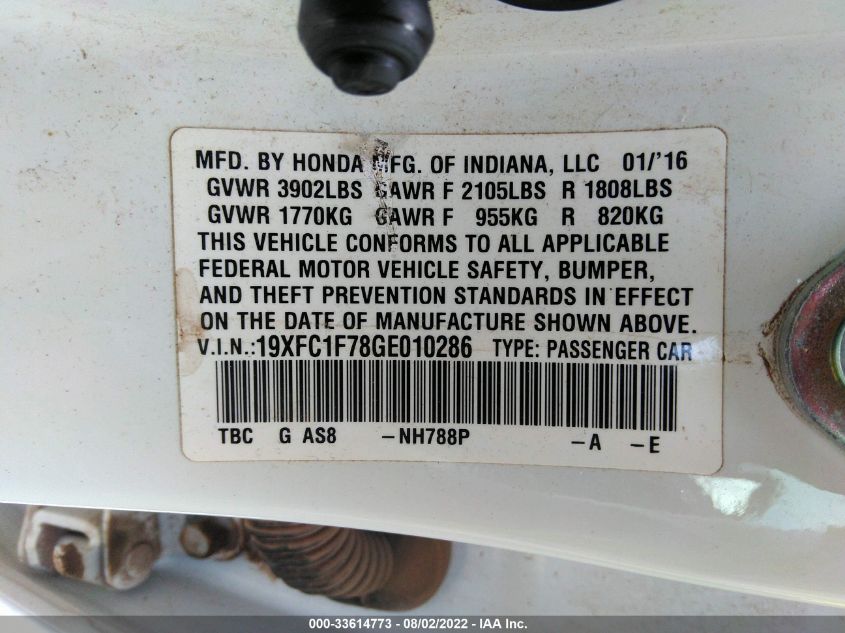 MFD. BY HONDA MFG. OF INDIANA, LLC 01/'16
GVWR 3902LBS GAWR F 2105LBS R 1808LBS
GVWR 1770KG GAWR F 955KG R 820KG
THIS VEHICLE CONFORMS TO ALL APPLICABLE
FEDERAL MOTOR VEHICLE SAFETY, BUMPER,
AND THEFT PREVENTION STANDARDS IN EFFECT
ON THE DATE OF MANUFACTURE SHOWN ABOVE.
V.I.N.:19XFC1F78GE010286 TYPE: PASSENGER CAR
TBC G AS8 -NH788P -A -E
000-33614773 - 08/02/2022 - IAA Inc.